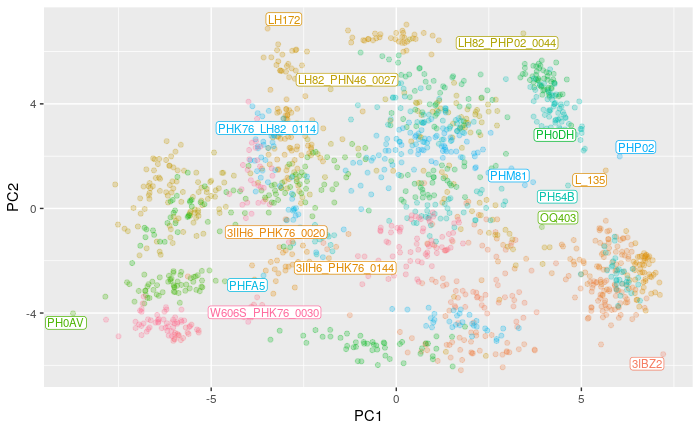 LH172
LH82_PHP02_0044
LH82_PHN46_0027
4
PHK76_LH82_0114
PH0DH
PHP02
PHM81
L_135
PH54B
PC2
0
OQ403
3IIH6_PHK76_0020
3IIH6_PHK76_0144
PHFA5
W606S_PHK76_0030
-4
PH0AV
3IBZ2
-5
0
5
PC1